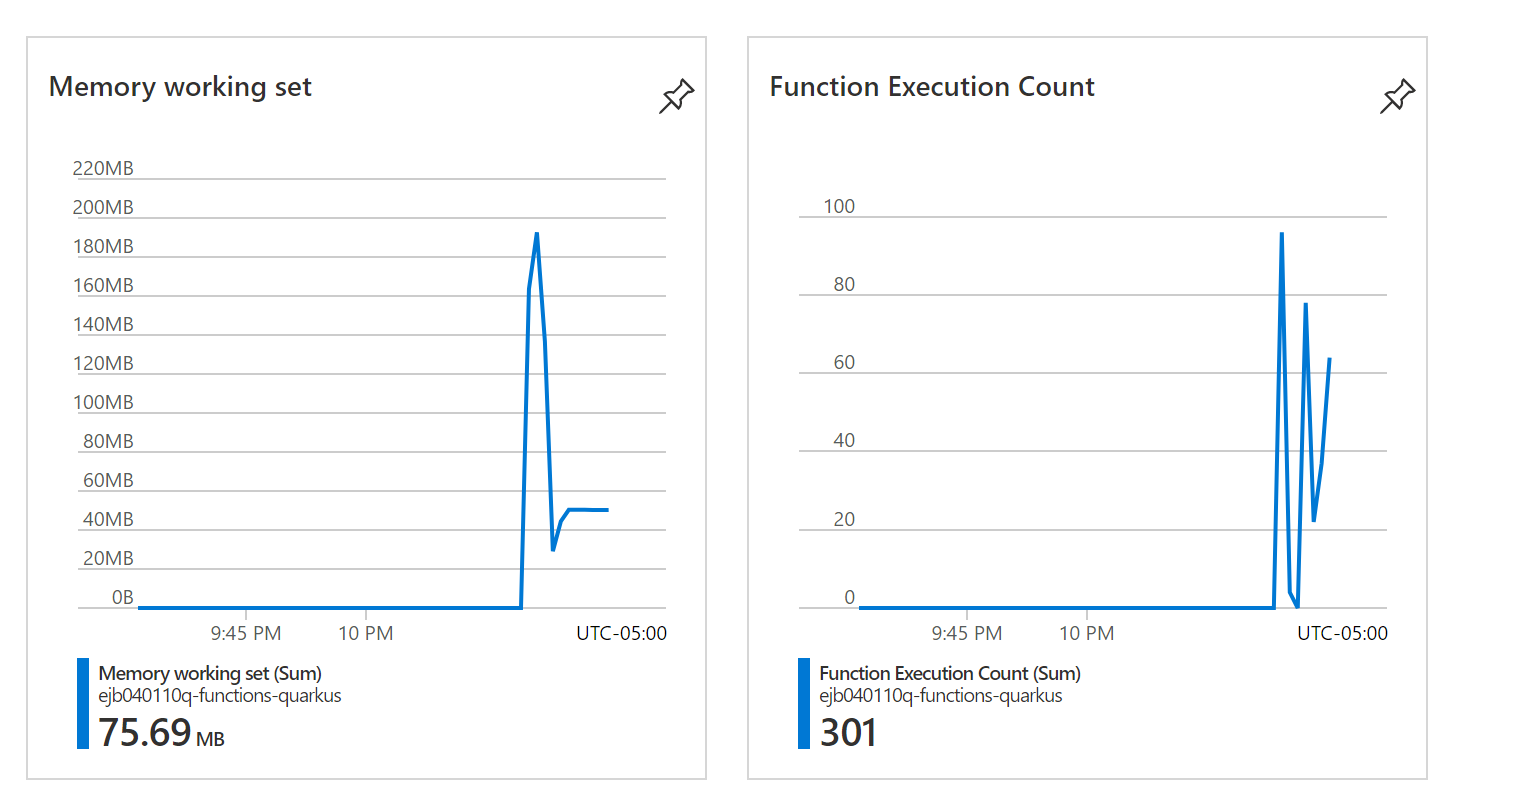 Memory working set
220MB
200MB
180MB
160MB
140MB
120MB
100MB
80MB
60MB
40MB
20MB
0B
9:45 PM 10 PM UTC-05:00
Memory working set (Sum)
ejb040110q-functions-quarkus
75.69 MB
Function Execution Count
100
80
60
40
20
0
9:45 PM 10 PM UTC-05:00
Function Execution Count (Sum)
ejb040110q-functions-quarkus
301